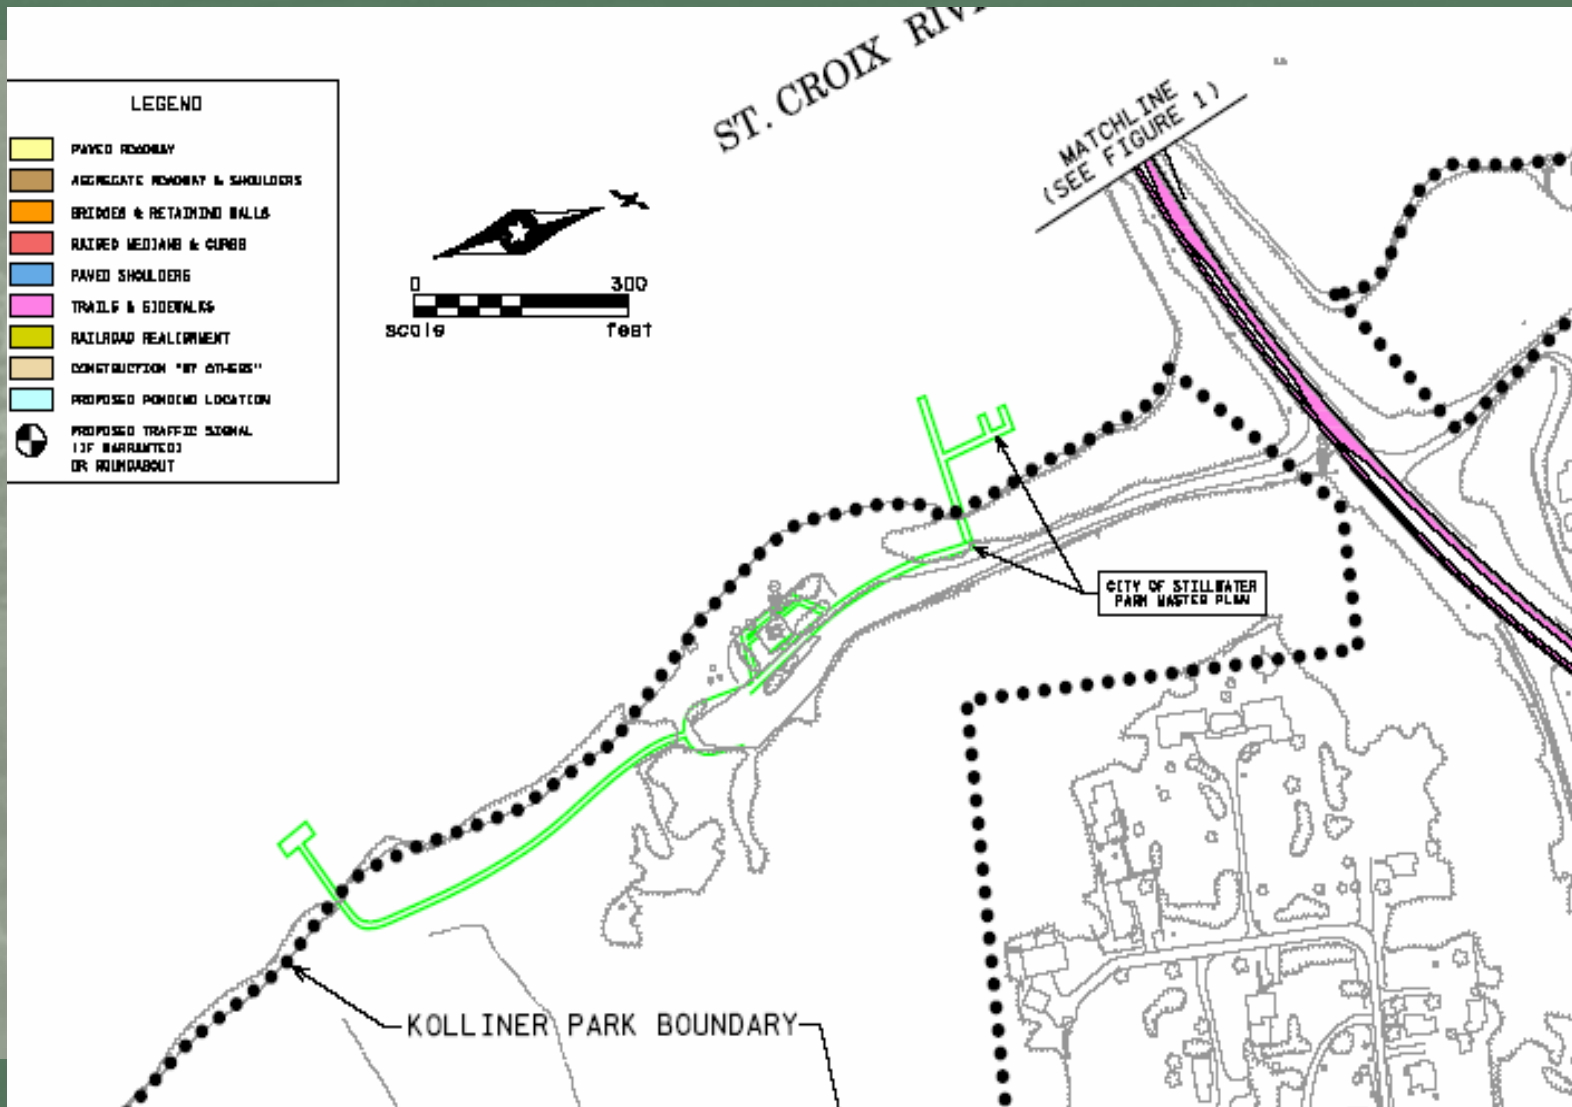 ST. CROIX RIV
MATCHLINE
(SEE FIGURE 1)
LEGEND
PAVED ROADWAY
AGGREGATE ROADWAY & SHOULDERS
BRIDGES & RETAINING WALLS
RAISED MEDIANS & CURBS
PAVED SHOULDERS
TRAILS & SIDEWALKS
RAILROAD REALIGNMENT
CONSTRUCTION "BY OTHERS"
PROPOSED PONDING LOCATION
PROPOSED TRAFFIC SIGNAL
(IF WARRANTED)
OR ROUNDABOUT
0 300
scale feet
CITY OF STILLWATER
PARK MASTER PLAN
KOLLINER PARK BOUNDARY